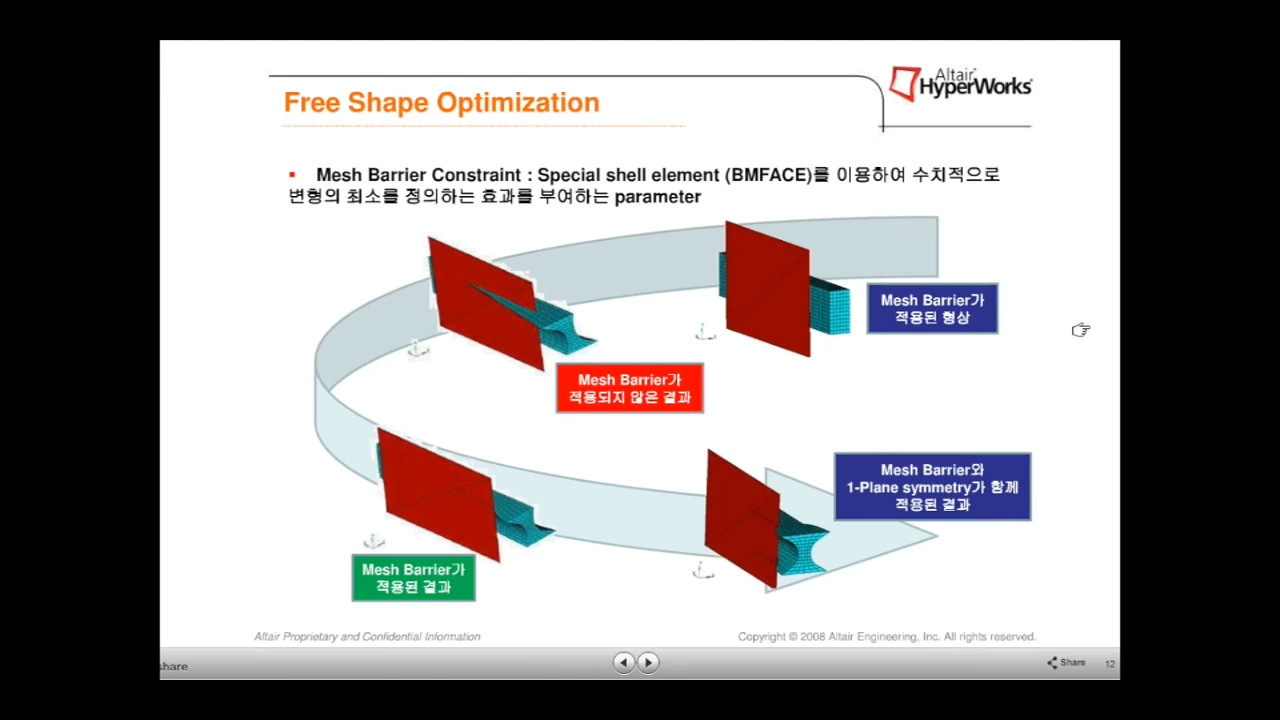 Altair
HyperWorks
Free Shape Optimization
Mesh Barrier Constraint : Special shell element (BMFACE)를 이용하여 수치적으로
변형의 최소를 정의하는 효과를 부여하는 parameter
Mesh Barrier가
적용된 형상
Mesh Barrier가
적용되지 않은 결과
Mesh Barrier와
1-Plane symmetry가 함께
적용된 결과
Mesh Barrier가
적용된 결과
Altair Proprietary and Confidential Information
Copyright © 2008 Altair Engineering, Inc. All rights reserved.
share
Share
12